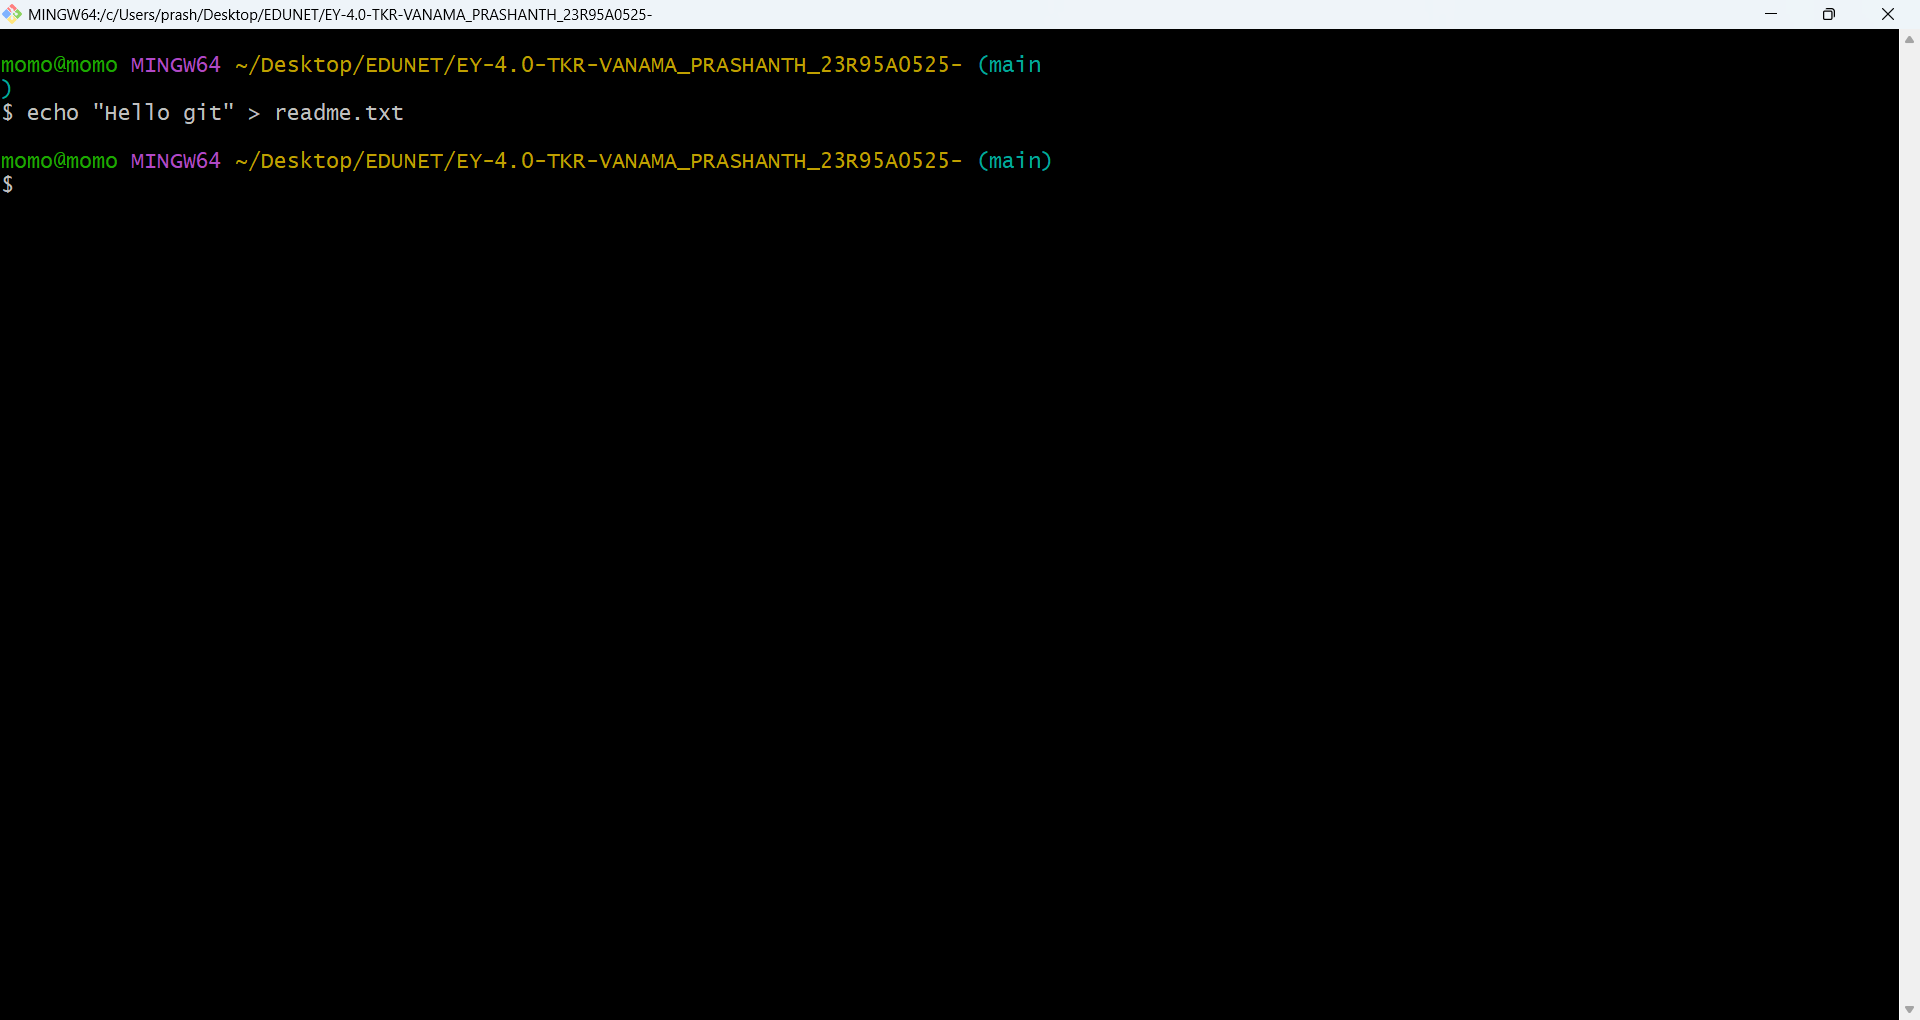 MINGW64:/c/Users/prash/Desktop/EDUNET/EY-4.0-TKR-VANAMA_PRASHANTH_23R95A0525-
momo@momo MINGW64 ~/Desktop/EDUNET/EY-4.0-TKR-VANAMA_PRASHANTH_23R95A0525- (main
)
$ echo "Hello git" > readme.txt
momo@momo MINGW64 ~/Desktop/EDUNET/EY-4.0-TKR-VANAMA_PRASHANTH_23R95A0525- (main)
$